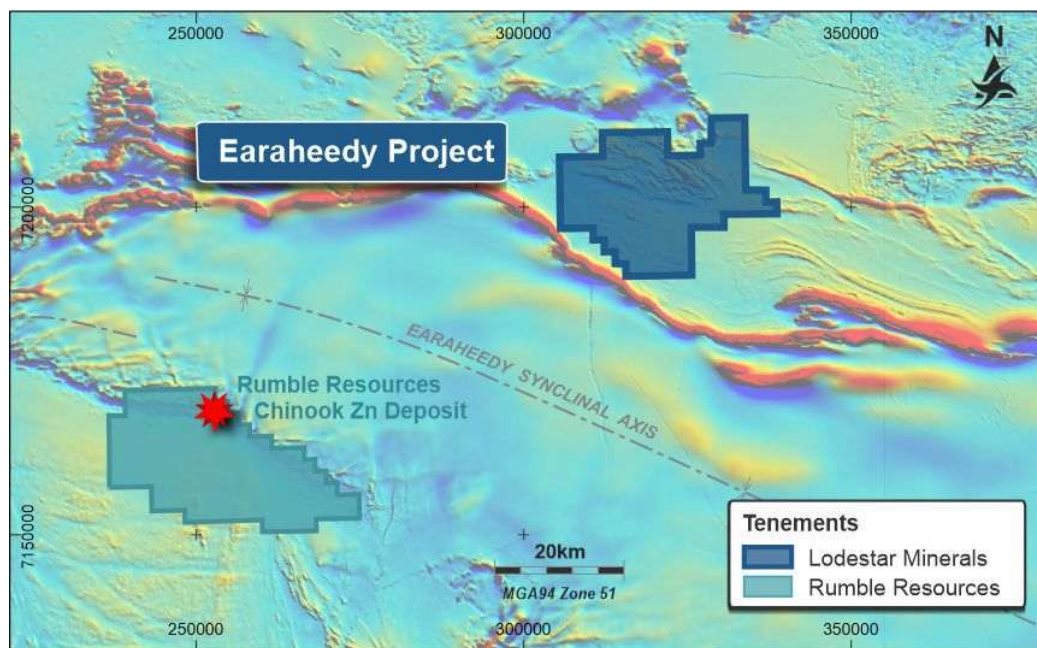 250000
300000
350000
N
Earaheedy Project
7200000
EARAHEEDY SYNCLINAL AXIS
Rumble Resources
Chinook Zn Deposit
7150000
20km
MGA94 Zone 51
Tenements
Lodestar Minerals
Rumble Resources
250000
300000
350000